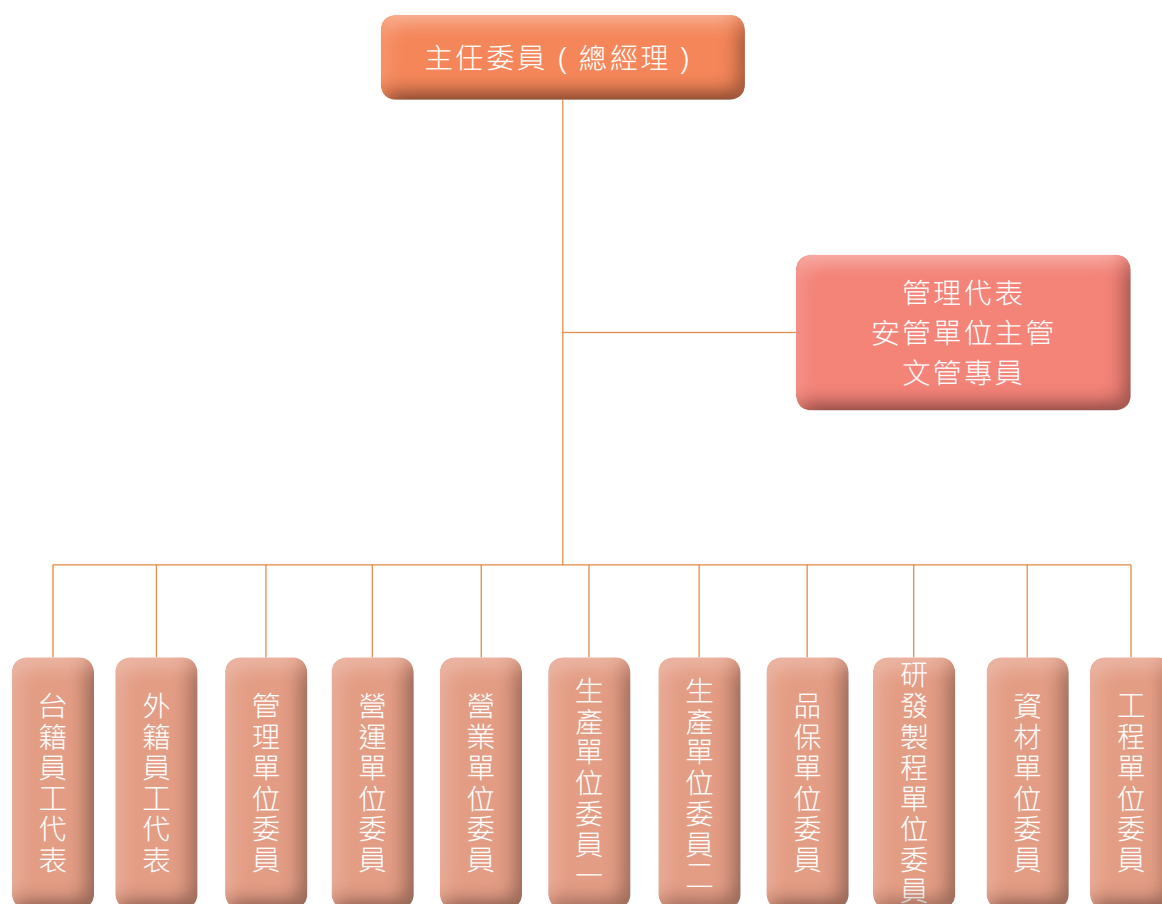 主任委員（總經理）
管理代表
安管單位主管
文管專員
台籍員工代表
外籍員工代表
管理單位委員
營運單位委員
營業單位委員
生產單位委員一
生產單位委員二
品保單位委員
研發製程單位委員
資材單位委員
工程單位委員